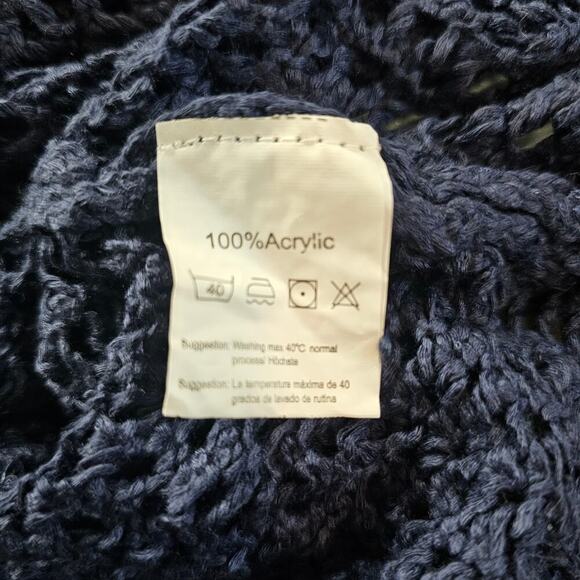 100%Acrylic
40
Suggestion: Washing max 40°C normal
process/ Höchste
Suggestion: La temperatura máxima de 40
grados de lavado de rutina